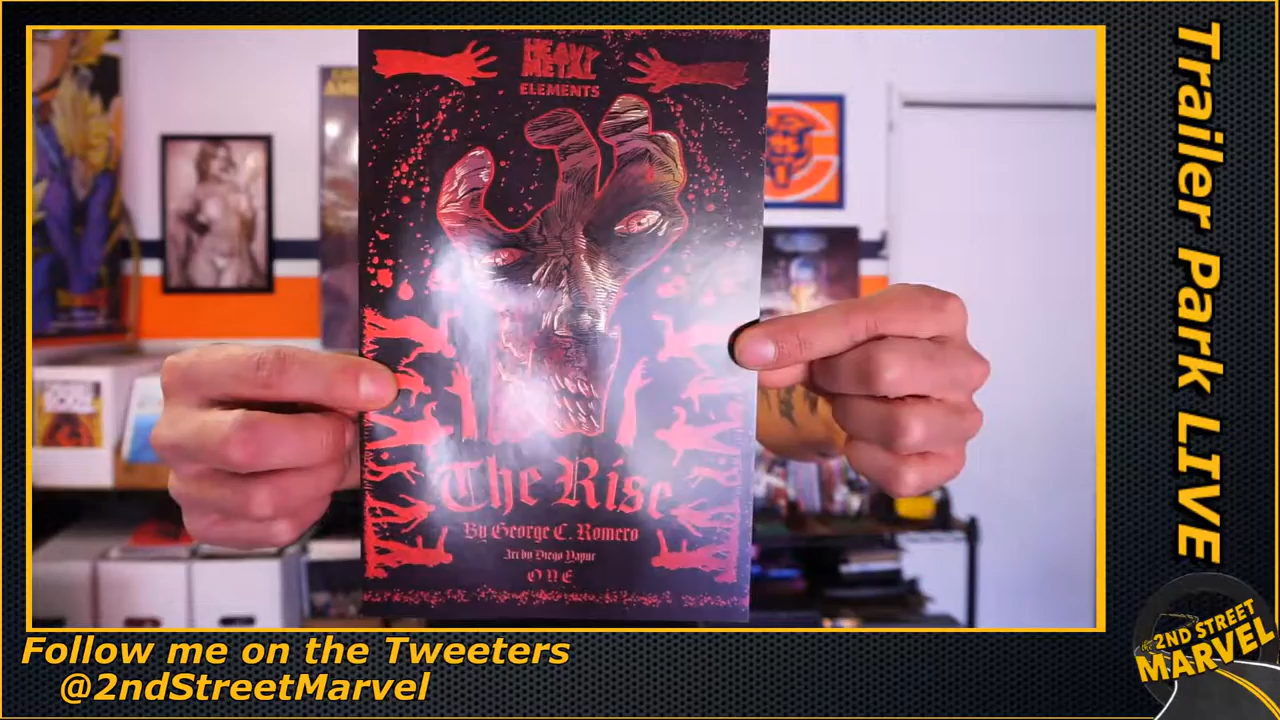 HEAVY
METAL
ELEMENTS
The Rise
By George C. Romero
Art by Diego Yapur
ONE
Trailer Park LIVE
the 2ND STREET
MARVEL
Follow me on the Tweeters
@2ndStreetMarvel